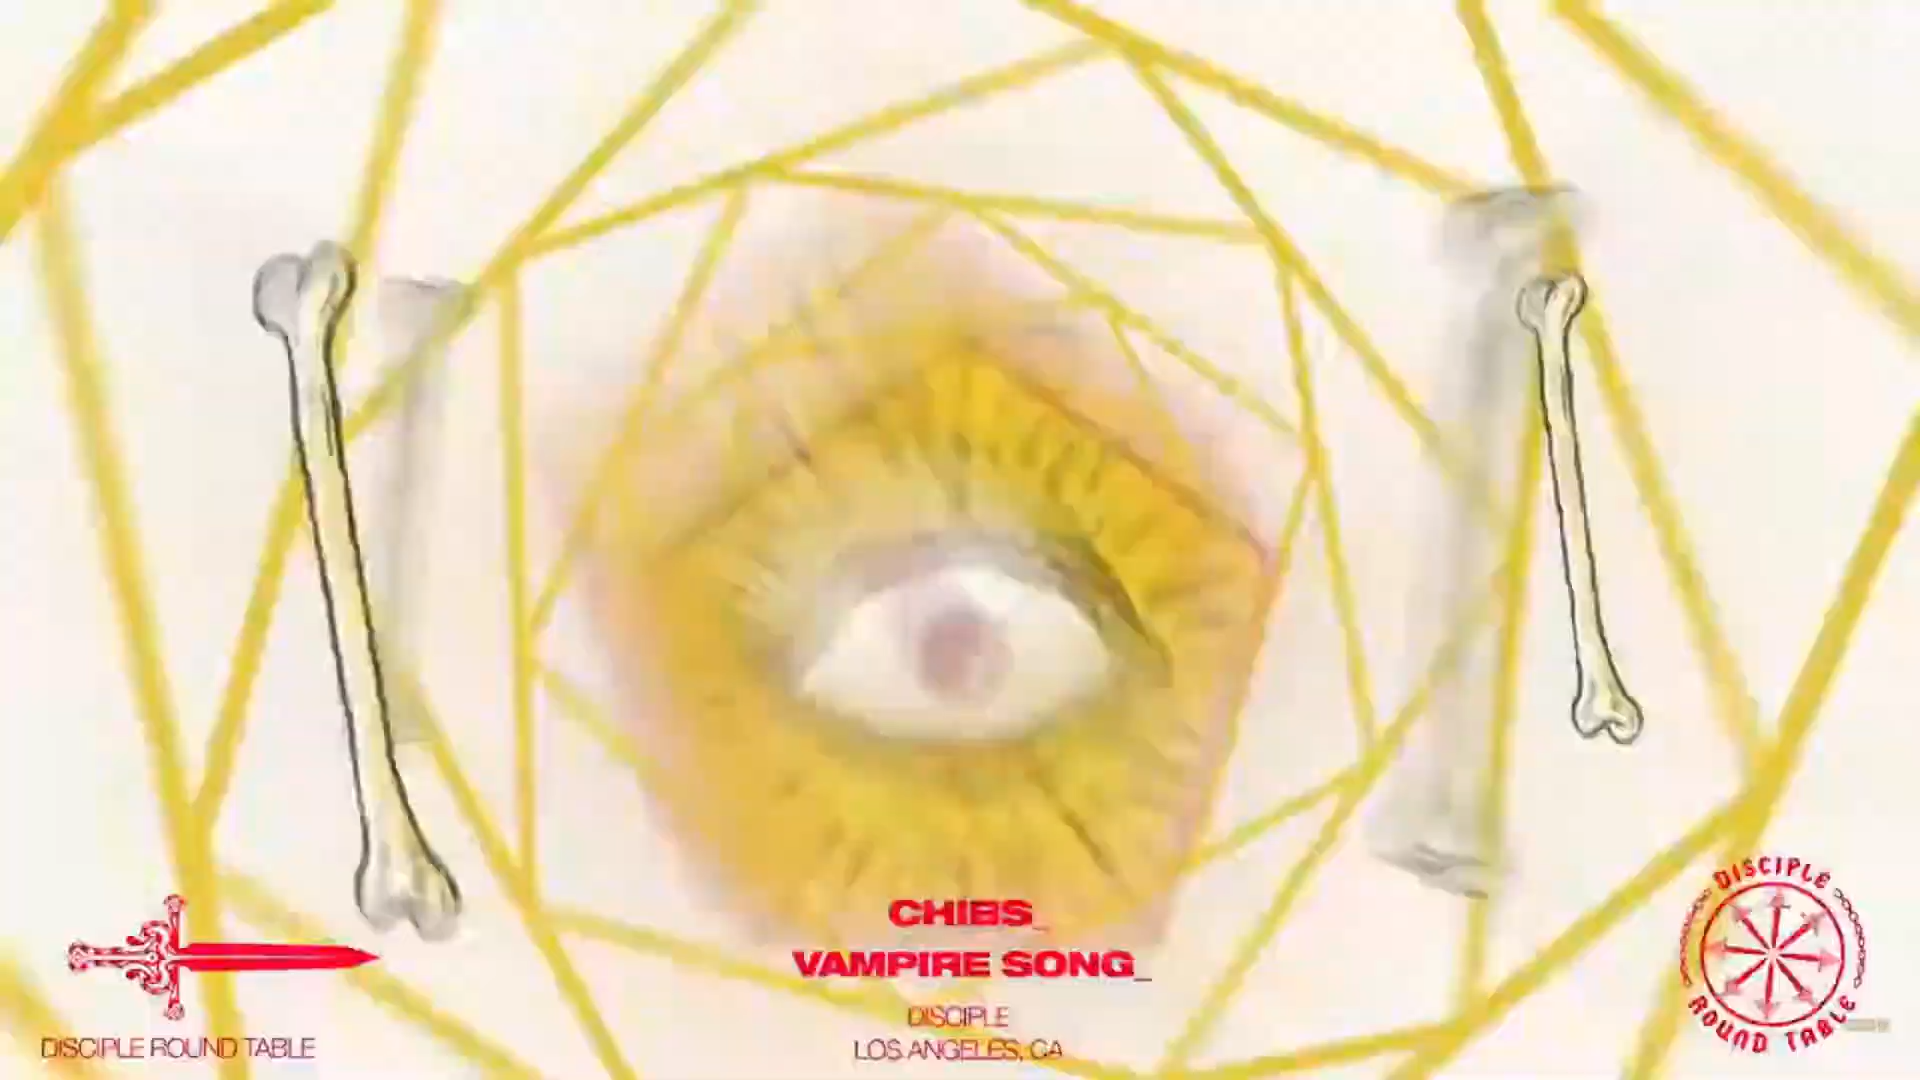 CHIBS_
VAMPIRE SONG_
DISCIPLE
LOS ANGELES, CA
DISCIPLE ROUND TABLE
DISCIPLE
ROUND TABLE